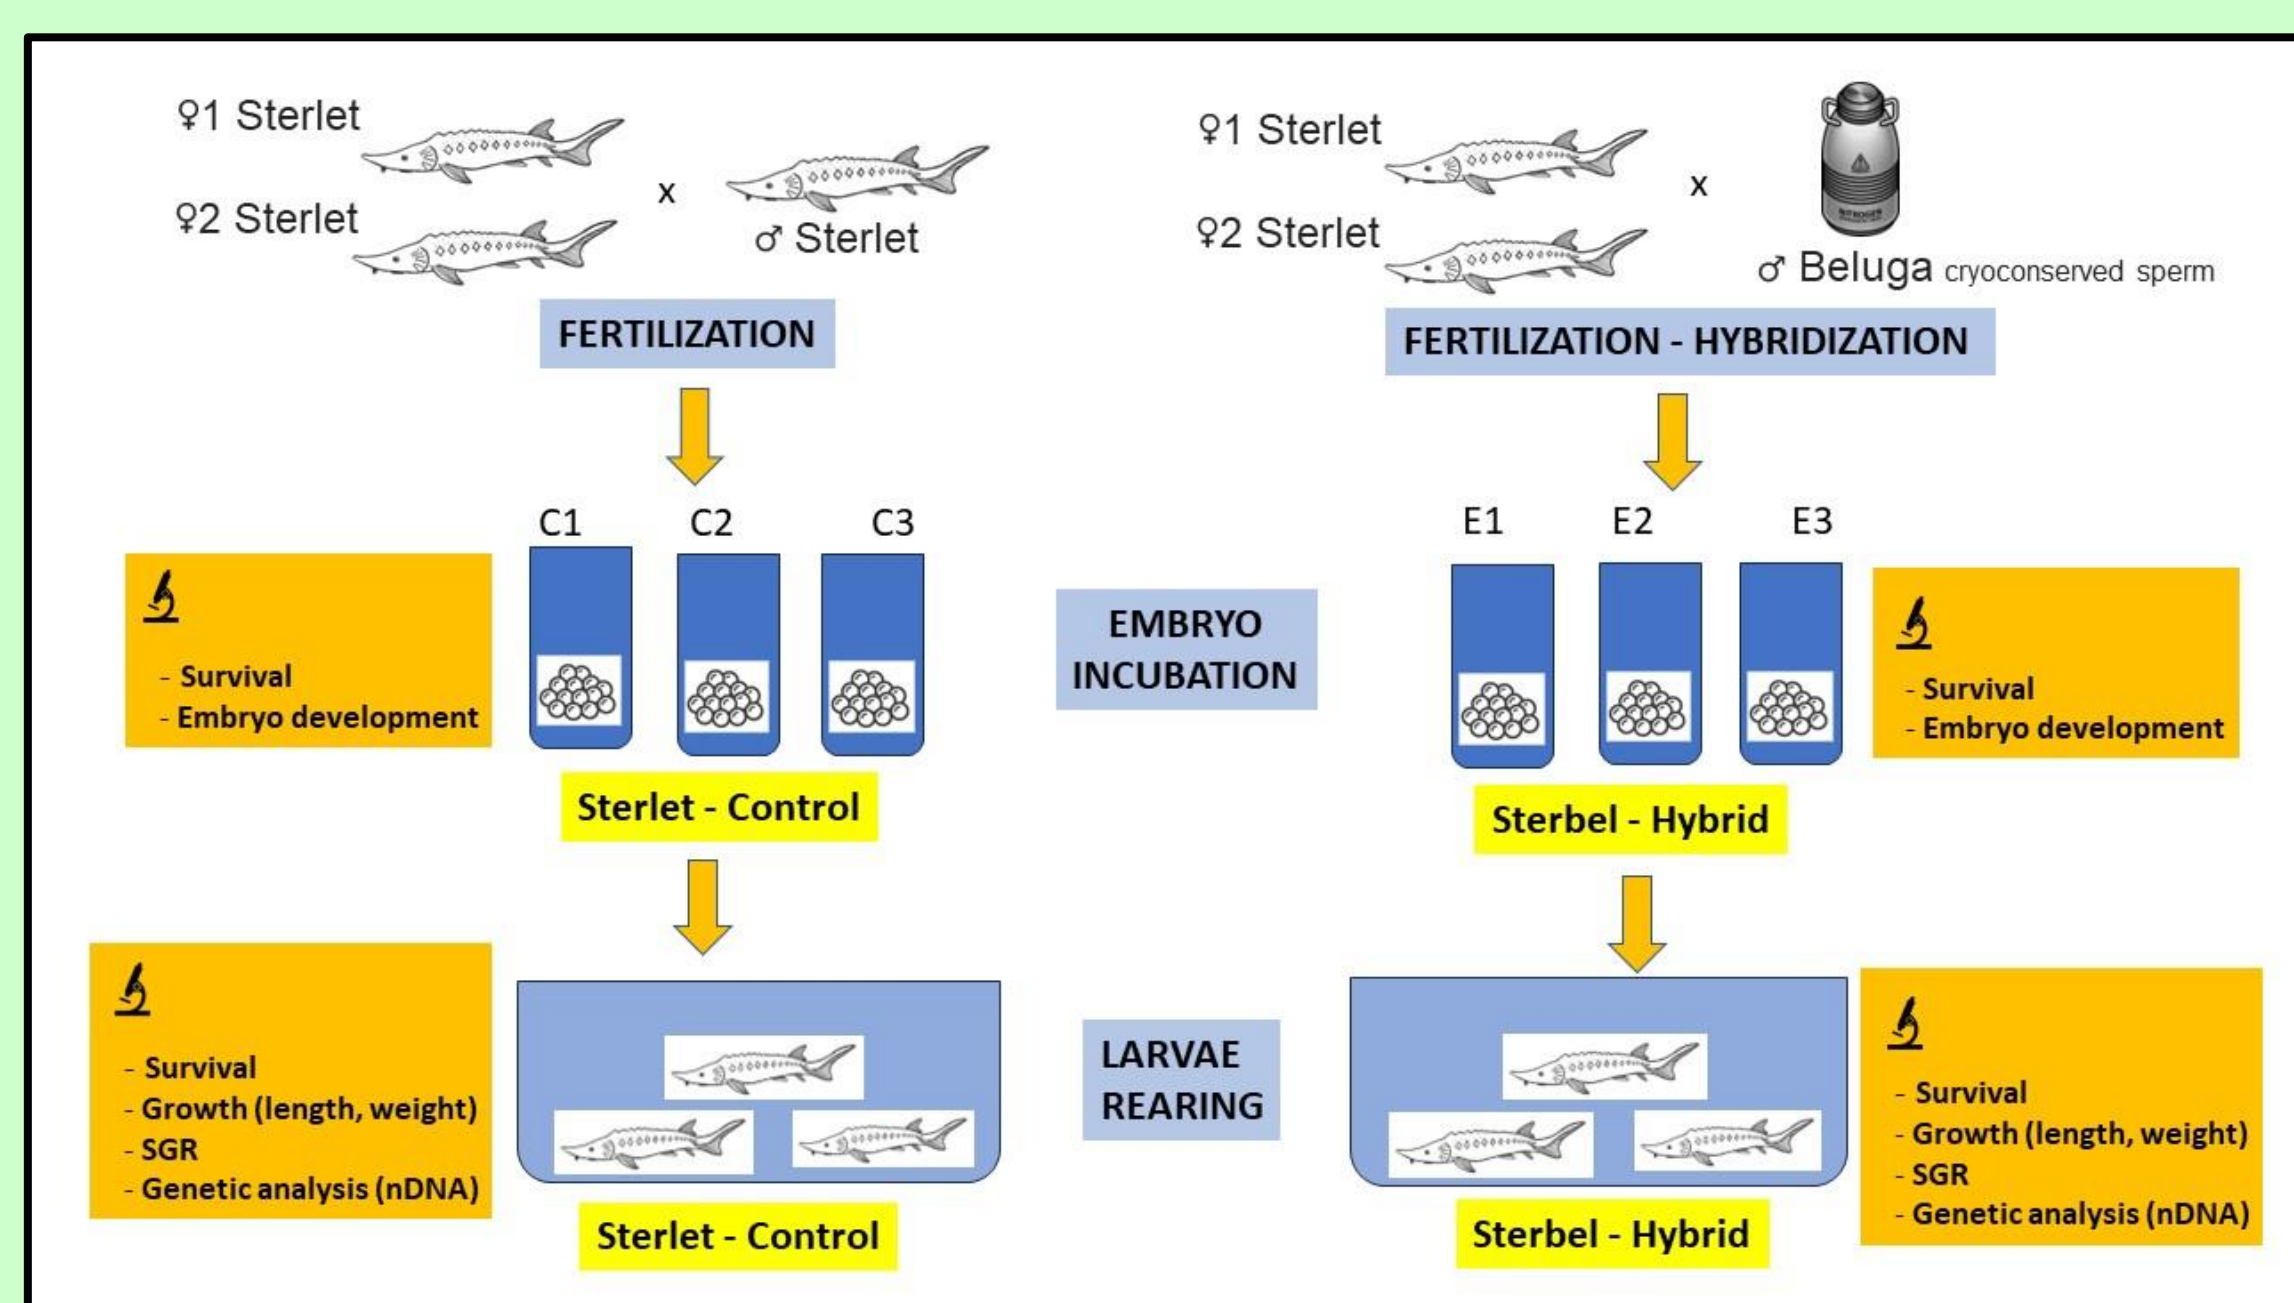 ♀1 Sterlet
♀2 Sterlet
x
♂ Sterlet
FERTILIZATION
♀1 Sterlet
♀2 Sterlet
x
NITROGEN
♂ Beluga cryoconserved sperm
FERTILIZATION - HYBRIDIZATION
C1 C2 C3
- Survival
- Embryo development
Sterlet - Control
EMBRYO
INCUBATION
E1 E2 E3
- Survival
- Embryo development
Sterbel - Hybrid
- Survival
- Growth (length, weight)
- SGR
- Genetic analysis (nDNA)
Sterlet - Control
LARVAE
REARING
- Survival
- Growth (length, weight)
- SGR
- Genetic analysis (nDNA)
Sterbel - Hybrid